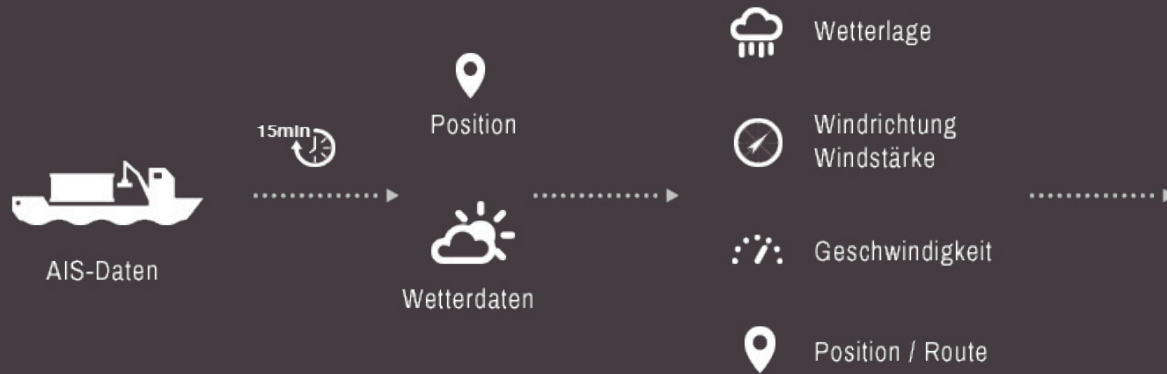 AIS-Daten
15min
Position
Wetterdaten
Wetterlage
Windrichtung
Windstärke
Geschwindigkeit
Position / Route